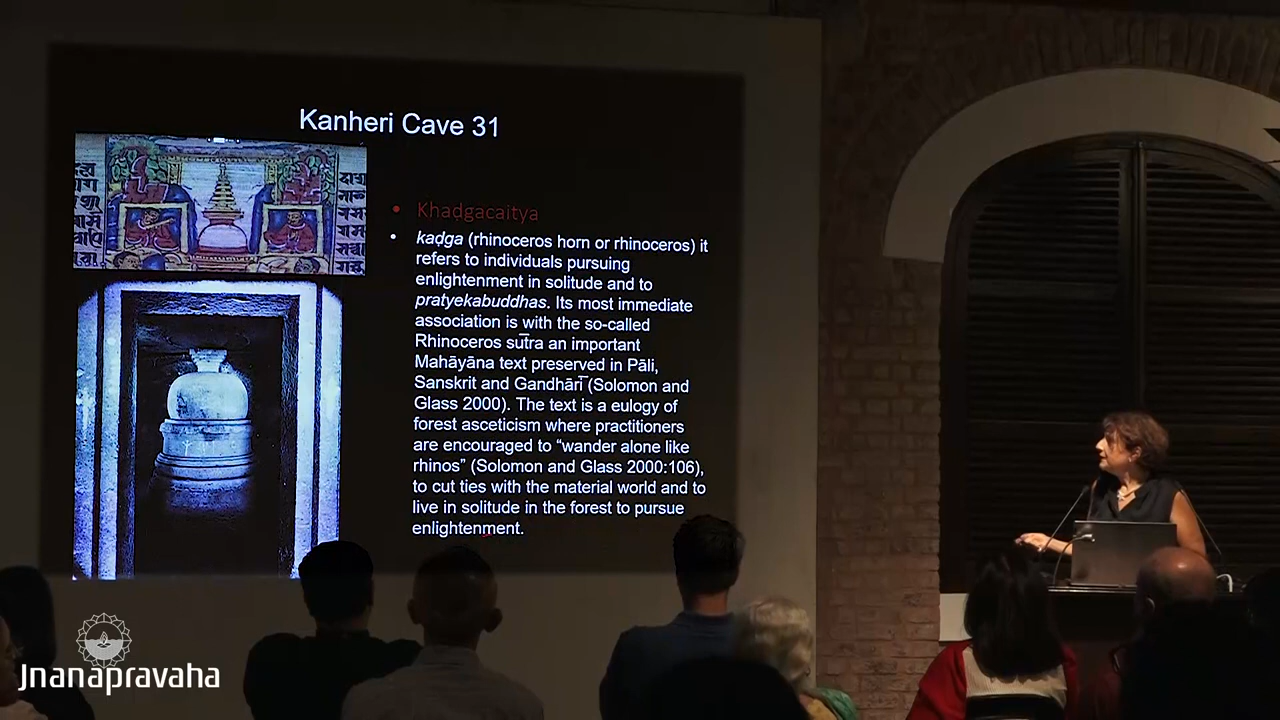 Kanheri Cave 31
• Khaḍgacaitya
• kaḍga (rhinoceros horn or rhinoceros) it
refers to individuals pursuing
enlightenment in solitude and to
pratyekabuddhas. Its most immediate
association is with the so-called
Rhinoceros sūtra an important
Mahāyāna text preserved in Pāli,
Sanskrit and Gandhārī (Solomon and
Glass 2000). The text is a eulogy of
forest asceticism where practitioners
are encouraged to “wander alone like
rhinos” (Solomon and Glass 2000:106),
to cut ties with the material world and to
live in solitude in the forest to pursue
enlightenment.
Jnanapravaha